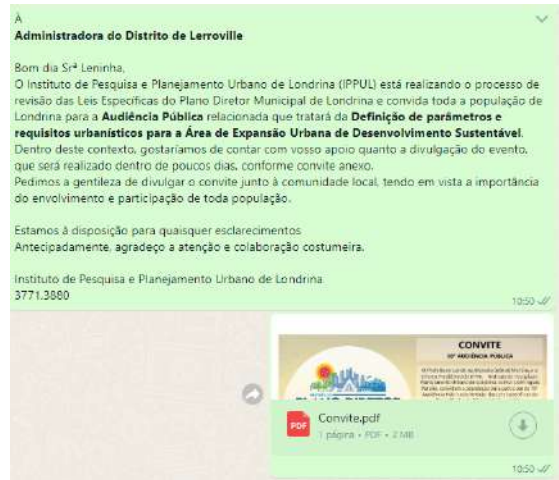 À
Administradora do Distrito de Lerroville
Bom dia Srª Leninha,
O Instituto de Pesquisa e Planejamento Urbano de Londrina (IPPUL) está realizando o processo de
revisão das Leis Específicas do Plano Diretor Municipal de Londrina e convida toda a população de
Londrina para a Audiência Pública relacionada que tratará da Definição de parâmetros e
requisitos urbanísticos para a Área de Expansão Urbana de Desenvolvimento Sustentável.
Dentro deste contexto, gostaríamos de contar com vosso apoio quanto a divulgação do evento,
que será realizado dentro de poucos dias, conforme convite anexo.
Pedimos a gentileza de divulgar o convite junto à comunidade local, tendo em vista a importância
do envolvimento e participação de toda população.
Estamos à disposição para quaisquer esclarecimentos
Antecipadamente, agradeço a atenção e colaboração costumeira.
Instituto de Pesquisa e Planejamento Urbano de Londrina
3771.3880
10:50
CONVITE
10ª AUDIÊNCIA PÚBLICA
PLANO DIRETOR
PDF
Convite.pdf
1 página • PDF • 2 MB
10:50